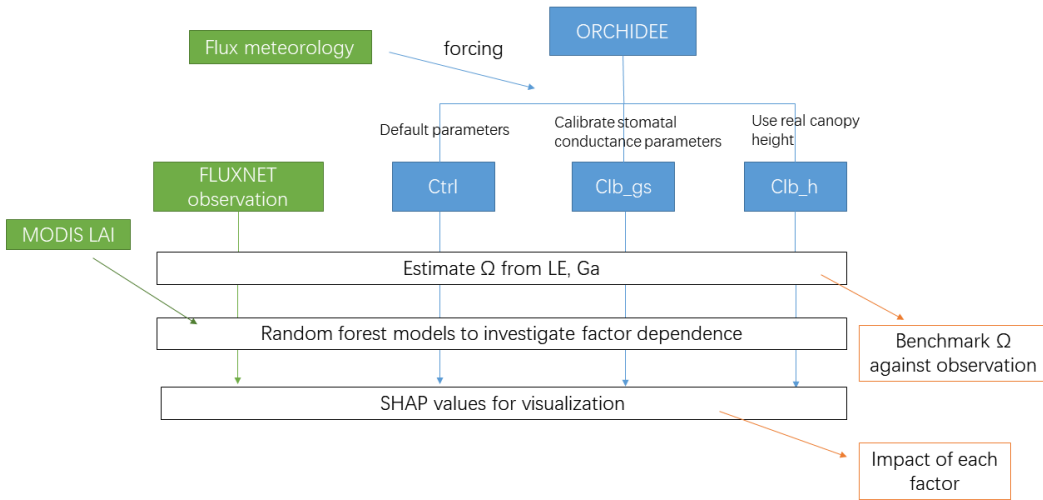 ORCHIDEE
Flux meteorology
forcing
Default parameters
Calibrate stomatal
conductance parameters
Use real canopy
height
FLUXNET
observation
Ctrl
Clb_gs
Clb_h
MODIS LAI
Estimate Ω from LE, Ga
Random forest models to investigate factor dependence
Benchmark Ω
against observation
SHAP values for visualization
Impact of each
factor